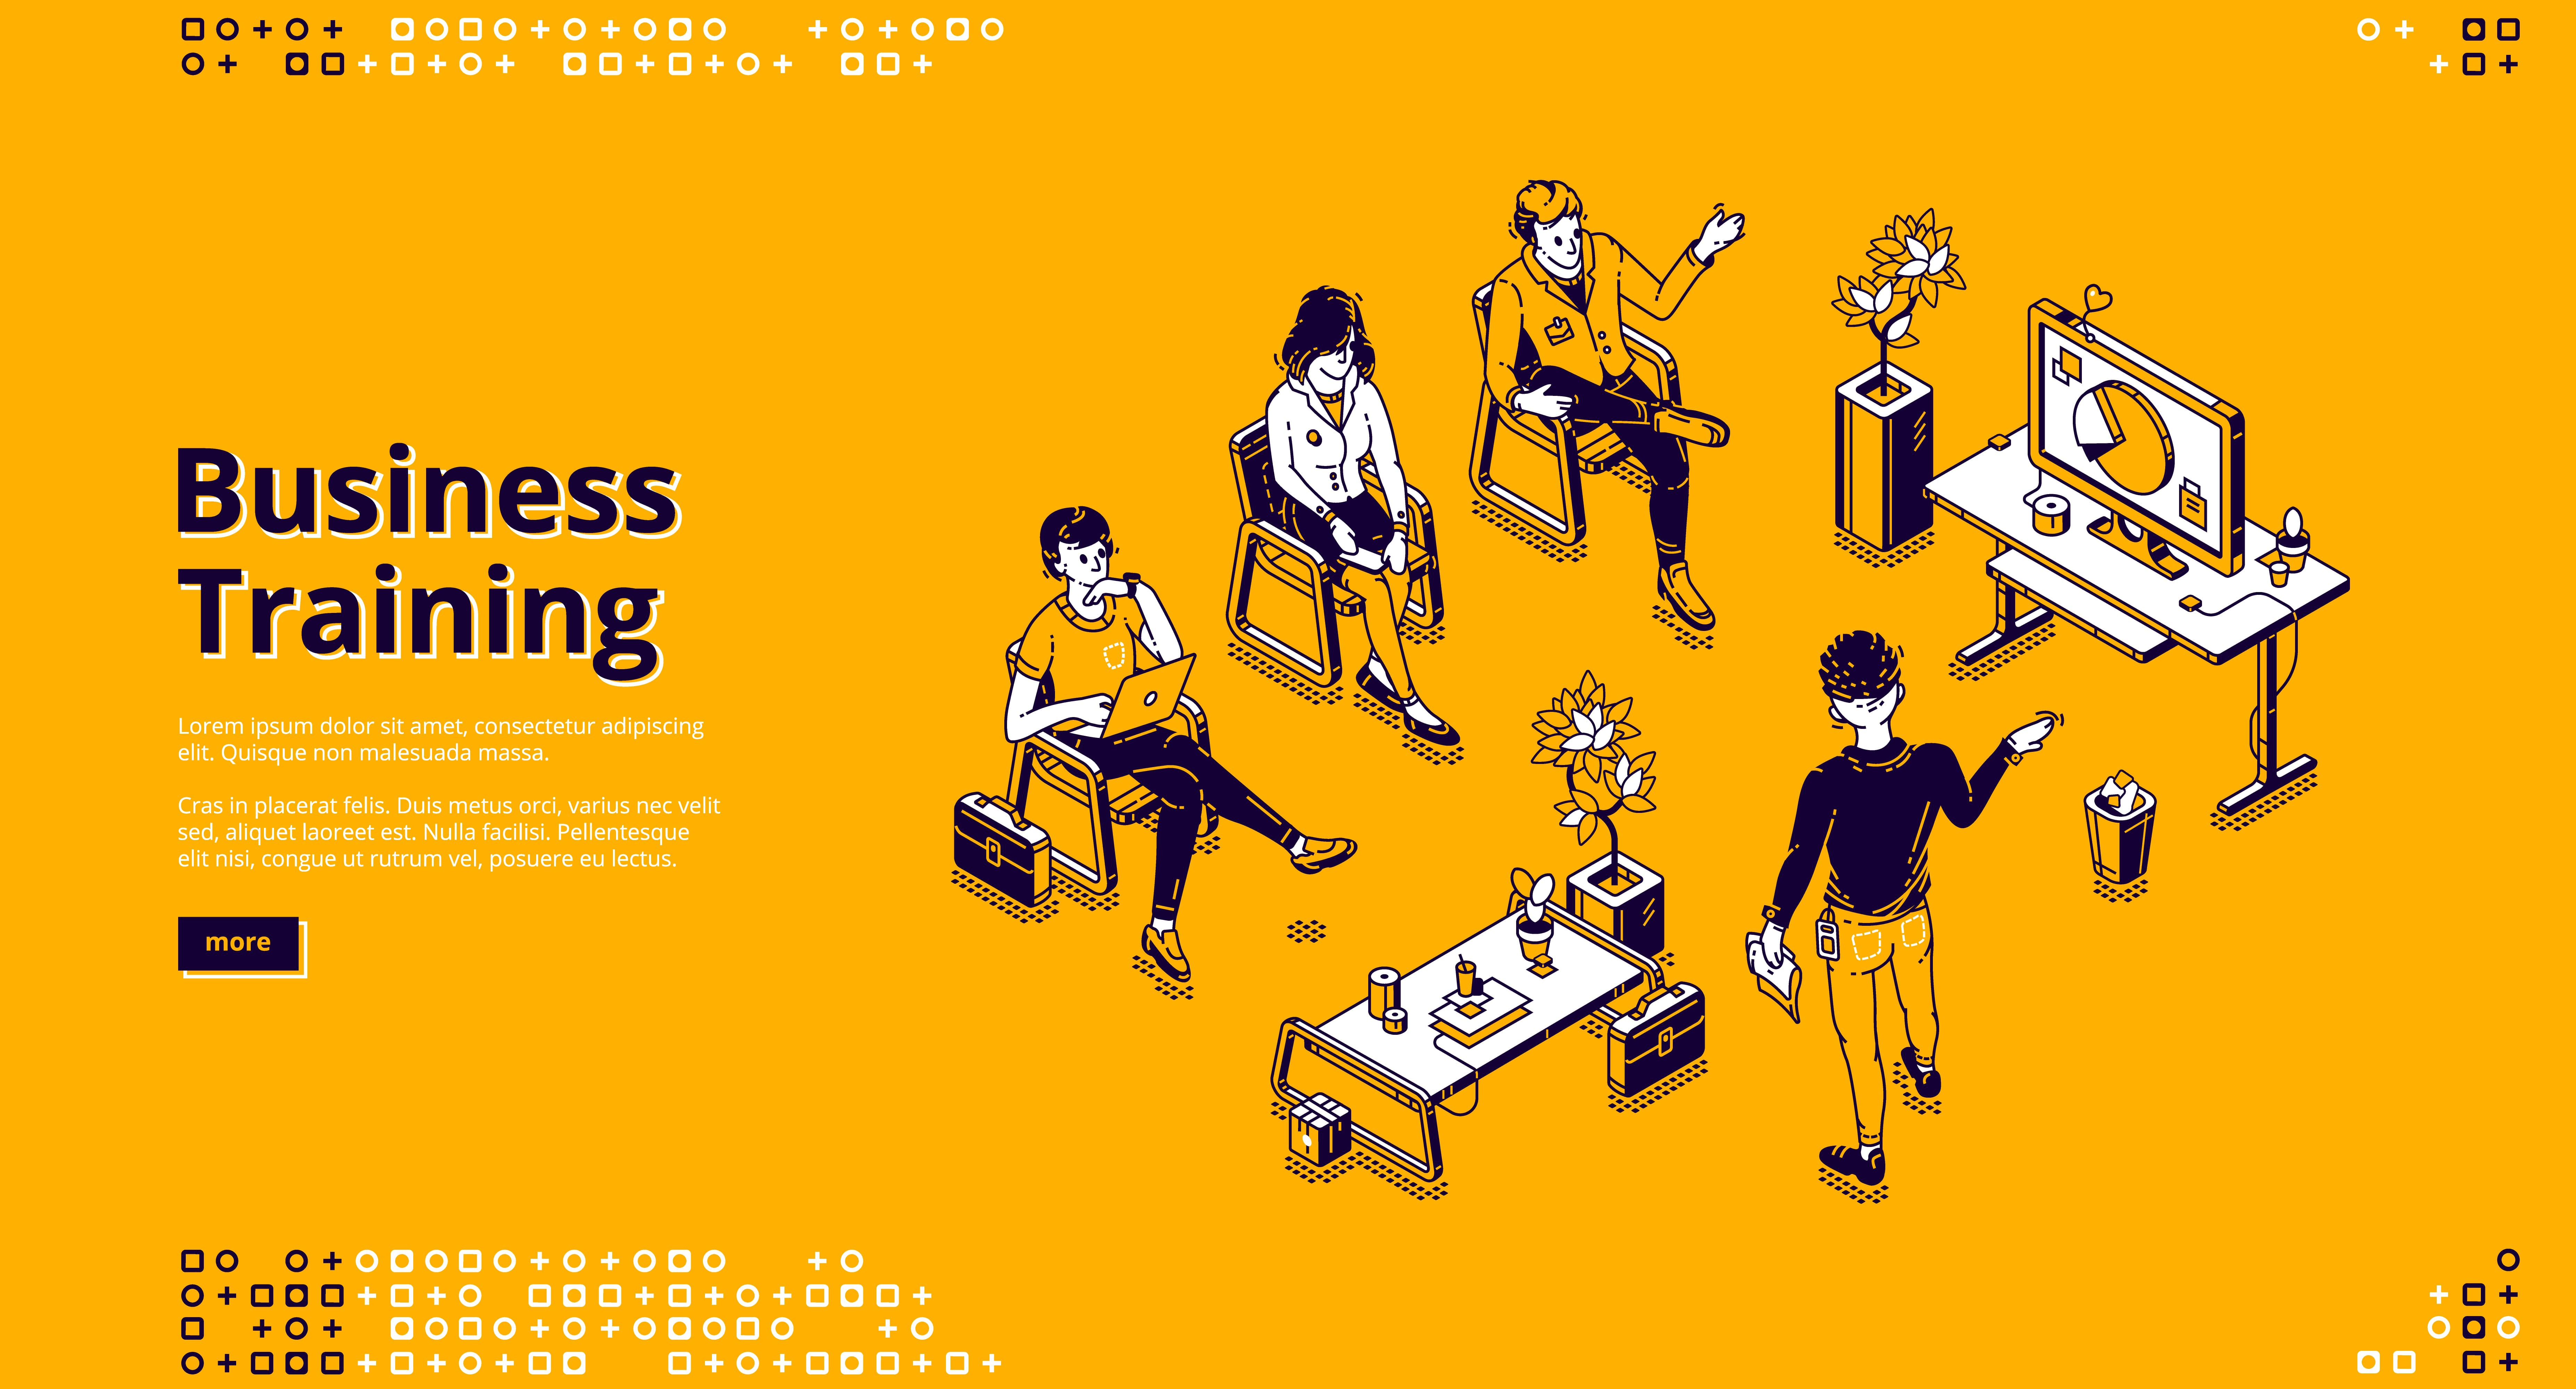 Business
Training
Lorem ipsum dolor sit amet, consectetur adipiscing
elit. Quisque non malesuada massa.
Cras in placerat felis. Duis metus orci, varius nec velit
sed, aliquet laoreet est. Nulla facilisi. Pellentesque
elit nisi, congue ut rutrum vel, posuere eu lectus.
more